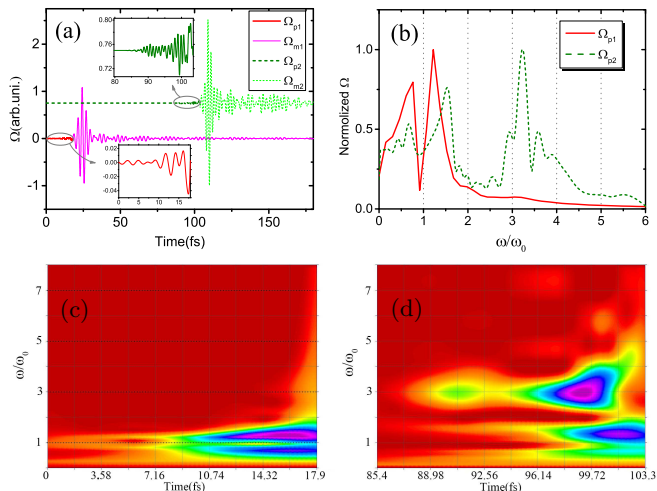 (a)
Ω(arb.uni.)
2
1
0
-1
0
50
100
150
Time(fs)
Ωp1
Ωm1
Ωp2
Ωm2
0.80
0.76
0.72
80
90
100
0.02
0.00
-0.02
-0.04
0
5
10
15
(b)
Normalized Ω
1.0
0.5
0.0
0
1
2
3
4
5
6
ω/ω0
Ωp1
Ωp2
(c)
ω/ω0
7
5
3
1
0
3.58
7.16
10.74
14.32
17.9
Time(fs)
(d)
ω/ω0
7
5
3
1
85.4
88.98
92.56
96.14
99.72
103.3
Time(fs)